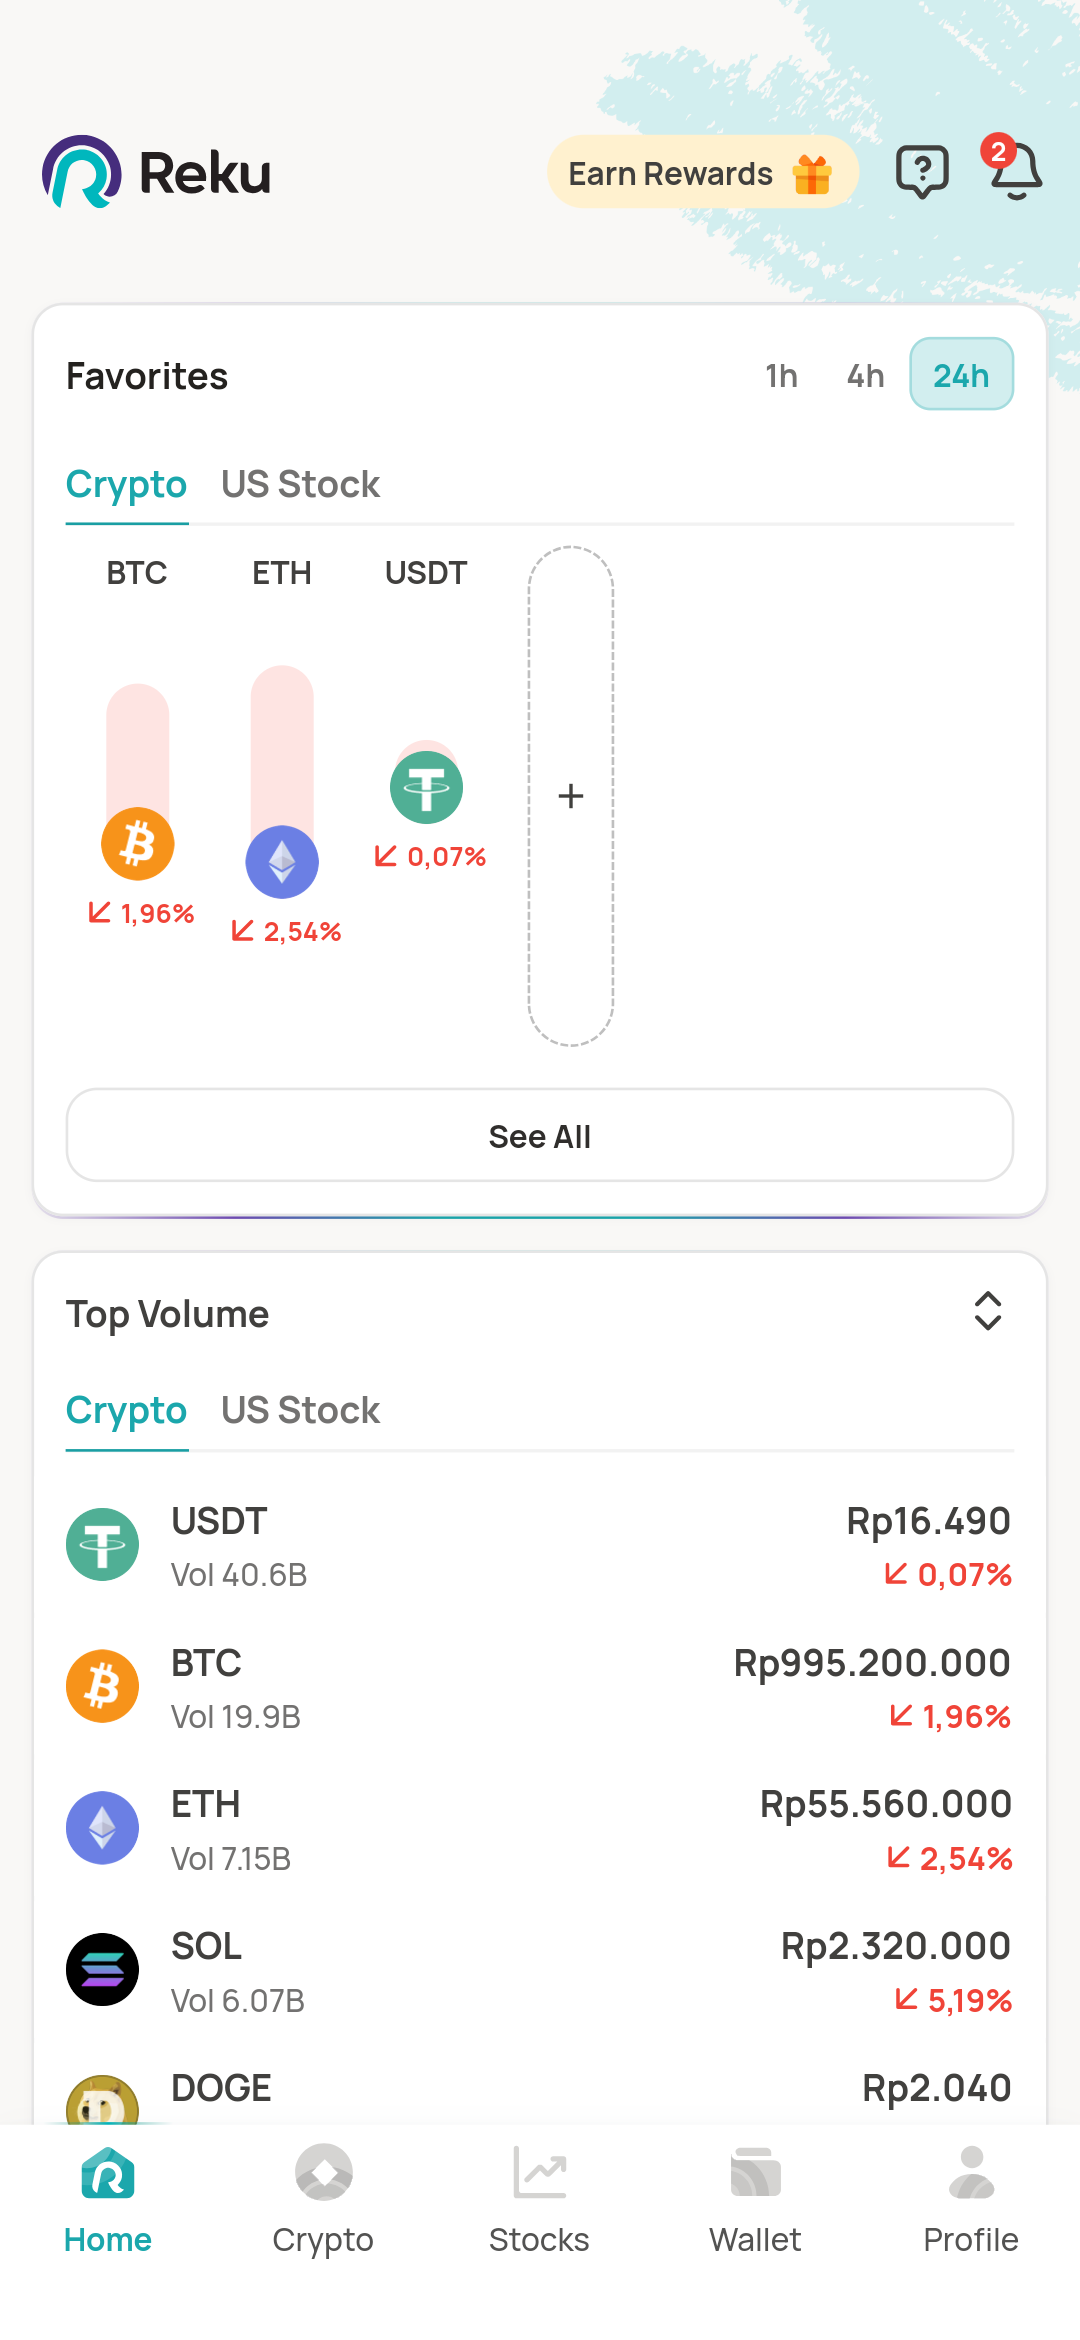 Reku
Earn Rewards
2
Favorites
1h 4h 24h
Crypto US Stock
BTC ETH USDT
+
1,96%
2,54%
0,07%
See All
Top Volume
Crypto US Stock
USDT Rp16.490
Vol 40.6B 0,07%
BTC Rp995.200.000
Vol 19.9B 1,96%
ETH Rp55.560.000
Vol 7.15B 2,54%
SOL Rp2.320.000
Vol 6.07B 5,19%
DOGE Rp2.040
Home Crypto Stocks Wallet Profile